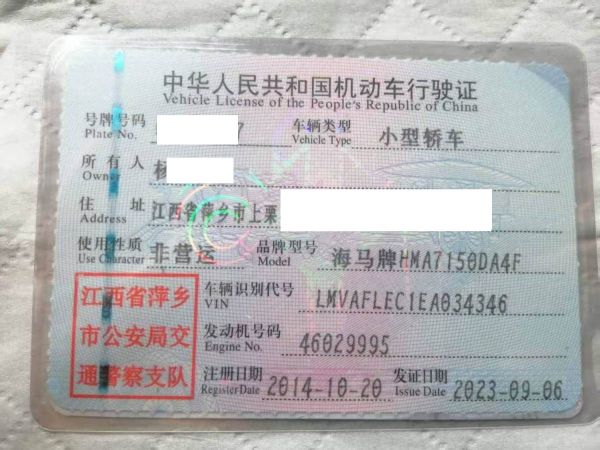 中华人民共和国机动车行驶证
Vehicle License of the People's Republic of China
号牌号码 7 车辆类型 小型轿车
Plate No. Vehicle Type
所有人 杨
Owner
住址 江西省萍乡市上栗
Address
使用性质 非营运 品牌型号 海马牌HMA7150DA4F
Use Character Model
江西省萍乡
市公安局交
通警察支队
车辆识别代号 LMVAFLEC1EA034346
VIN
发动机号码 46029995
Engine No.
注册日期 2014-10-20 发证日期 2023-09-06
Register Date Issue Date